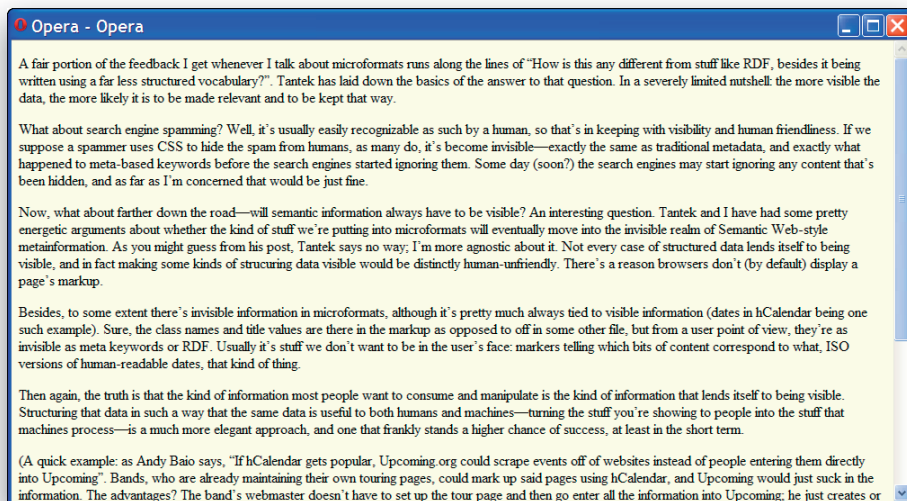 Opera - Opera
A fair portion of the feedback I get whenever I talk about microformats runs along the lines of “How is this any different from stuff like RDF, besides it being
written using a far less structured vocabulary?”. Tantek has laid down the basics of the answer to that question. In a severely limited nutshell: the more visible the
data, the more likely it is to be made relevant and to be kept that way.
What about search engine spamming? Well, it’s usually easily recognizable as such by a human, so that’s in keeping with visibility and human friendliness. If we
suppose a spammer uses CSS to hide the spam from humans, as many do, it’s become invisible—exactly the same as traditional metadata, and exactly what
happened to meta-based keywords before the search engines started ignoring them. Some day (soon?) the search engines may start ignoring any content that’s
been hidden, and as far as I’m concerned that would be just fine.
Now, what about farther down the road—will semantic information always have to be visible? An interesting question. Tantek and I have had some pretty
energetic arguments about whether the kind of stuff we’re putting into microformats will eventually move into the invisible realm of Semantic Web-style
metainformation. As you might guess from his post, Tantek says no way; I’m more agnostic about it. Not every case of structured data lends itself to being
visible, and in fact making some kinds of strucuring data visible would be distinctly human-unfriendly. There’s a reason browsers don’t (by default) display a
page’s markup.
Besides, to some extent there’s invisible information in microformats, although it’s pretty much always tied to visible information (dates in hCalendar being one
such example). Sure, the class names and title values are there in the markup as opposed to off in some other file, but from a user point of view, they’re as
invisible as meta keywords or RDF. Usually it’s stuff we don’t want to be in the user’s face: markers telling which bits of content correspond to what, ISO
versions of human-readable dates, that kind of thing.
Then again, the truth is that the kind of information most people want to consume and manipulate is the kind of information that lends itself to being visible.
Structuring that data in such a way that the same data is useful to both humans and machines—turning the stuff you’re showing to people into the stuff that
machines process—is a much more elegant approach, and one that frankly stands a higher chance of success, at least in the short term.
(A quick example: as Andy Baio says, “If hCalendar gets popular, Upcoming.org could scrape events off of websites instead of people entering them directly
into Upcoming”. Bands, who are already maintaining their own touring pages, could mark up said pages using hCalendar, and Upcoming would just suck in the
information. The advantages? The band’s webmaster doesn’t have to set up the tour page and then go enter all the information into Upcoming; he just creates or